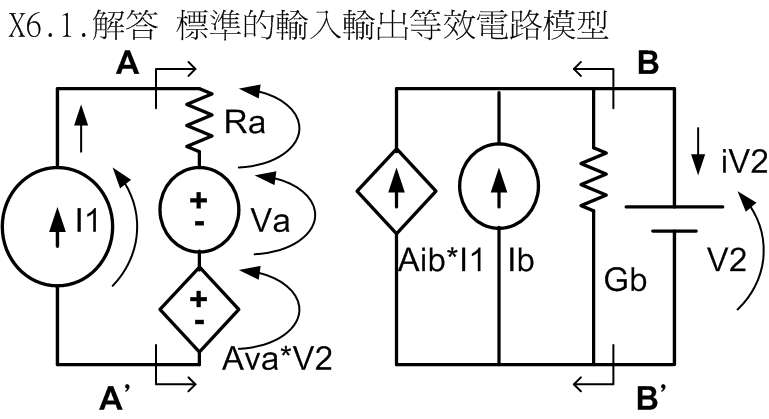 X6.1.解答 標準的輸入輸出等效電路模型
A
B
Ra
I1
+
-
Va
+
-
Ava*V2
Aib*I1
Ib
Gb
iV2
V2
A’
B’